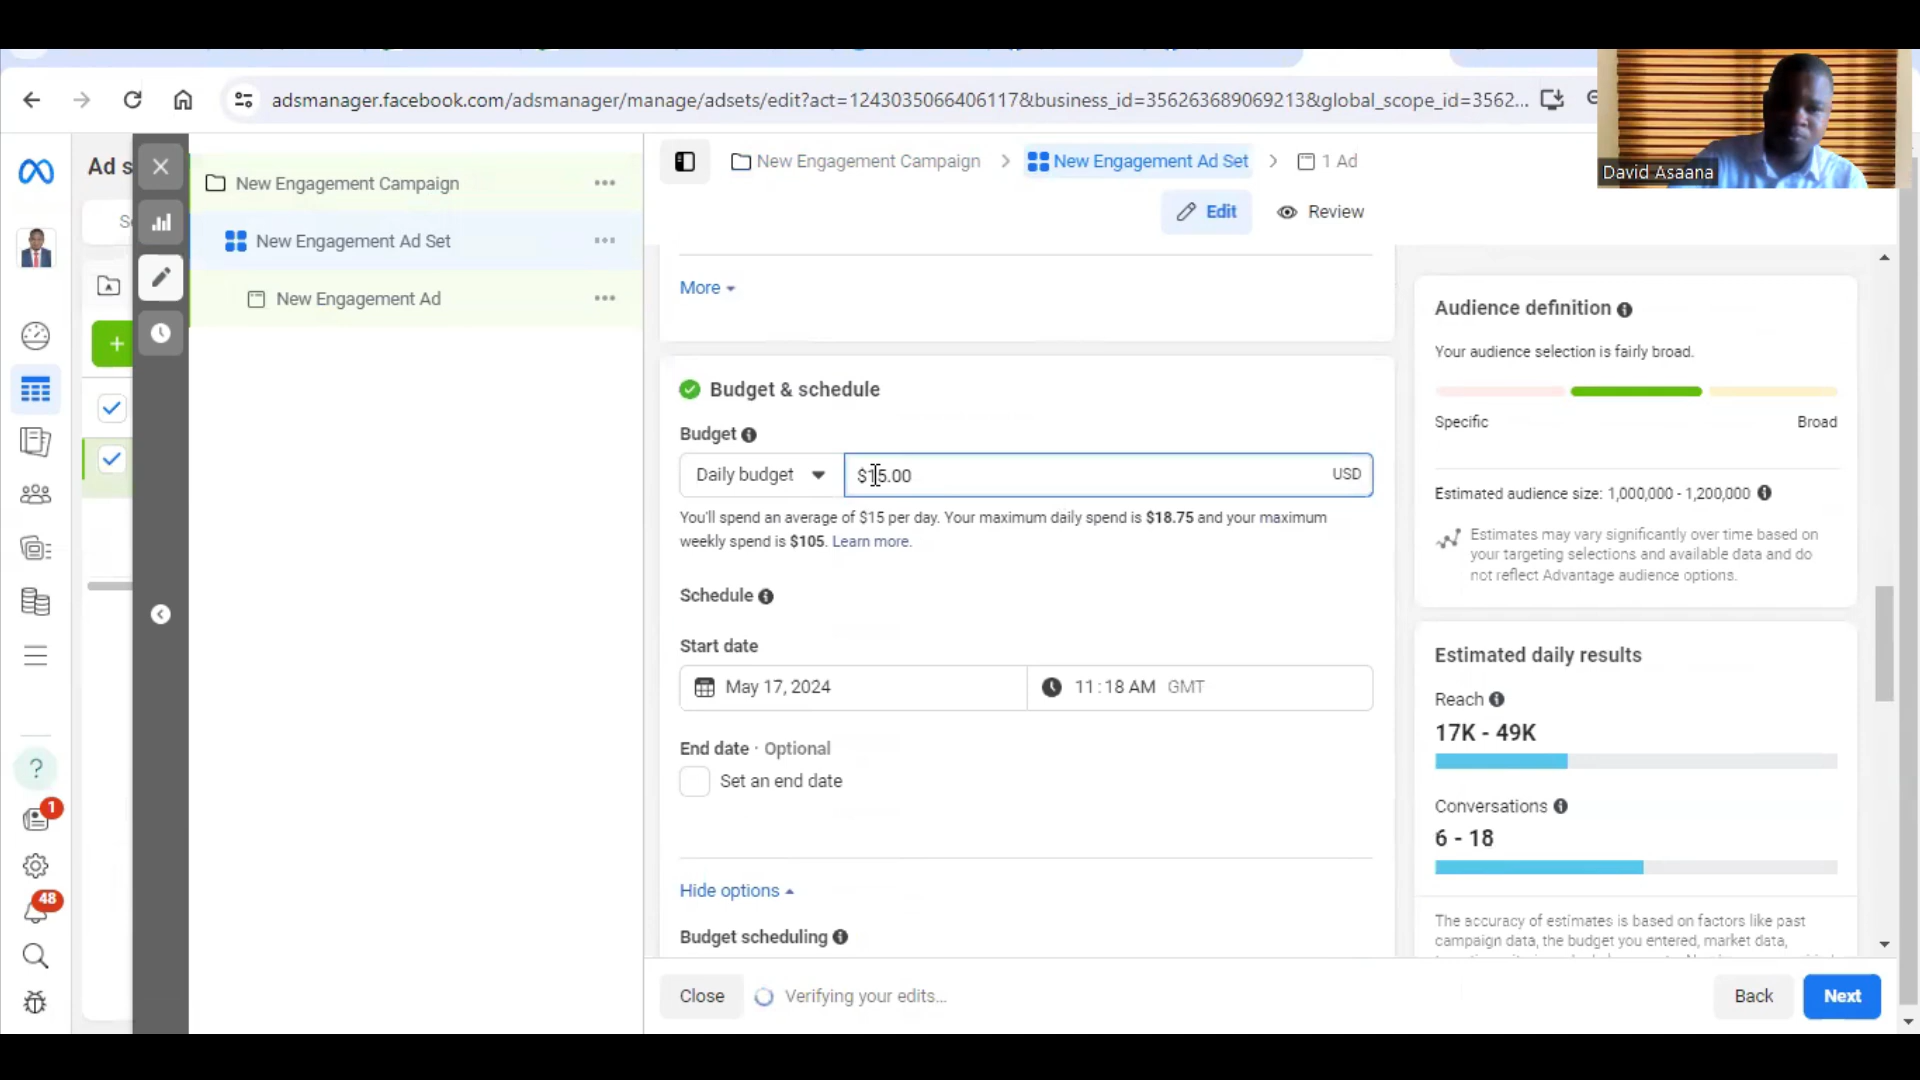 adsmanager.facebook.com/adsmanager/manage/adsets/edit?act=1243035066406117&business_id=356263689069213&global_scope_id=3562...
David Asaana
Ad s
New Engagement Campaign
New Engagement Ad Set
New Engagement Ad
New Engagement Campaign > New Engagement Ad Set > 1 Ad
Edit
Review
More
Budget & schedule
Budget
Daily budget
$15.00
USD
You'll spend an average of $15 per day. Your maximum daily spend is $18.75 and your maximum
weekly spend is $105. Learn more.
Schedule
Start date
May 17, 2024
11:18 AM GMT
End date · Optional
Set an end date
Hide options
Budget scheduling
Audience definition
Your audience selection is fairly broad.
Specific
Broad
Estimated audience size: 1,000,000 - 1,200,000
Estimates may vary significantly over time based on
your targeting selections and available data and do
not reflect Advantage audience options.
Estimated daily results
Reach
17K - 49K
Conversations
6 - 18
The accuracy of estimates is based on factors like past
campaign data, the budget you entered, market data,
1
48
Close
Verifying your edits...
Back
Next